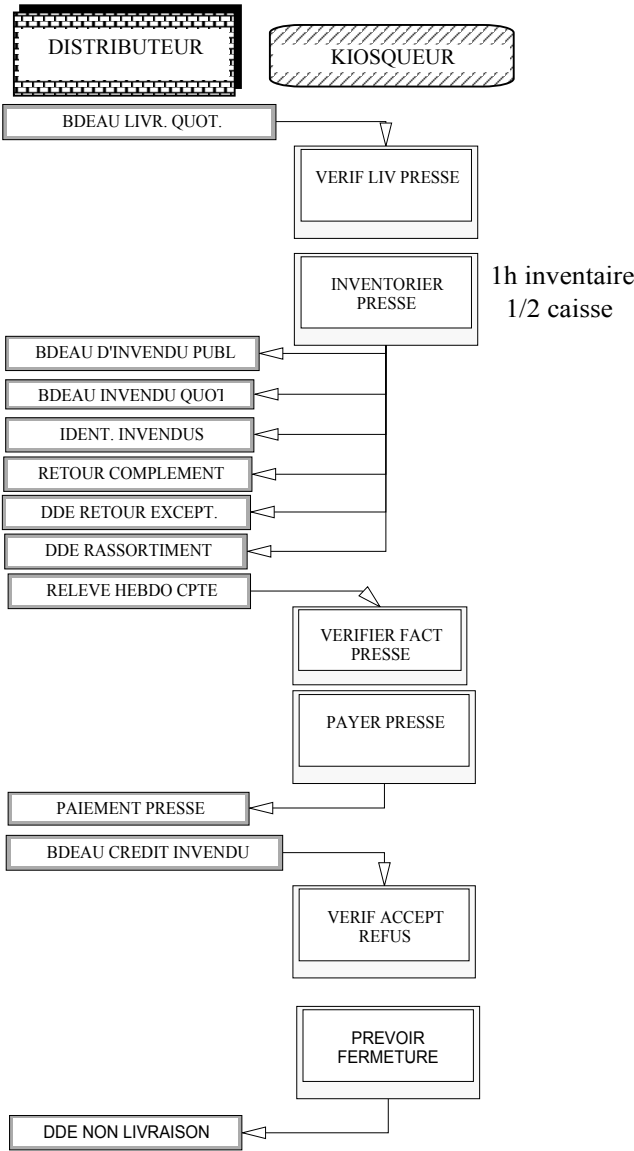 DISTRIBUTEUR
KIOSQUEUR
BDEAU LIVR. QUOT.
VERIF LIV PRESSE
INVENTORIER
PRESSE
1h inventaire
1/2 caisse
BDEAU D'INVENDU PUBL
BDEAU INVENDU QUOT
IDENT. INVENDUS
RETOUR COMPLEMENT
DDE RETOUR EXCEPT.
DDE RASSORTIMENT
RELEVE HEBDO CPTE
VERIFIER FACT
PRESSE
PAYER PRESSE
PAIEMENT PRESSE
BDEAU CREDIT INVENDU
VERIF ACCEPT
REFUS
PREVOIR
FERMETURE
DDE NON LIVRAISON